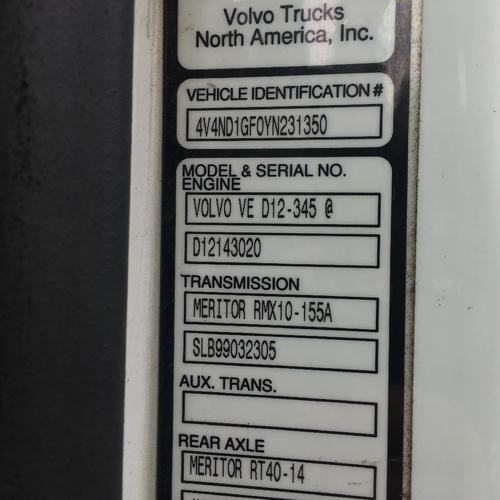 Volvo Trucks
North America, Inc.
VEHICLE IDENTIFICATION #
4V4ND1GF0YN231350
MODEL & SERIAL NO.
ENGINE
VOLVO VE D12-345 @
D12143020
TRANSMISSION
MERITOR RMX10-155A
SLB99032305
AUX. TRANS.
REAR AXLE
MERITOR RT40-14